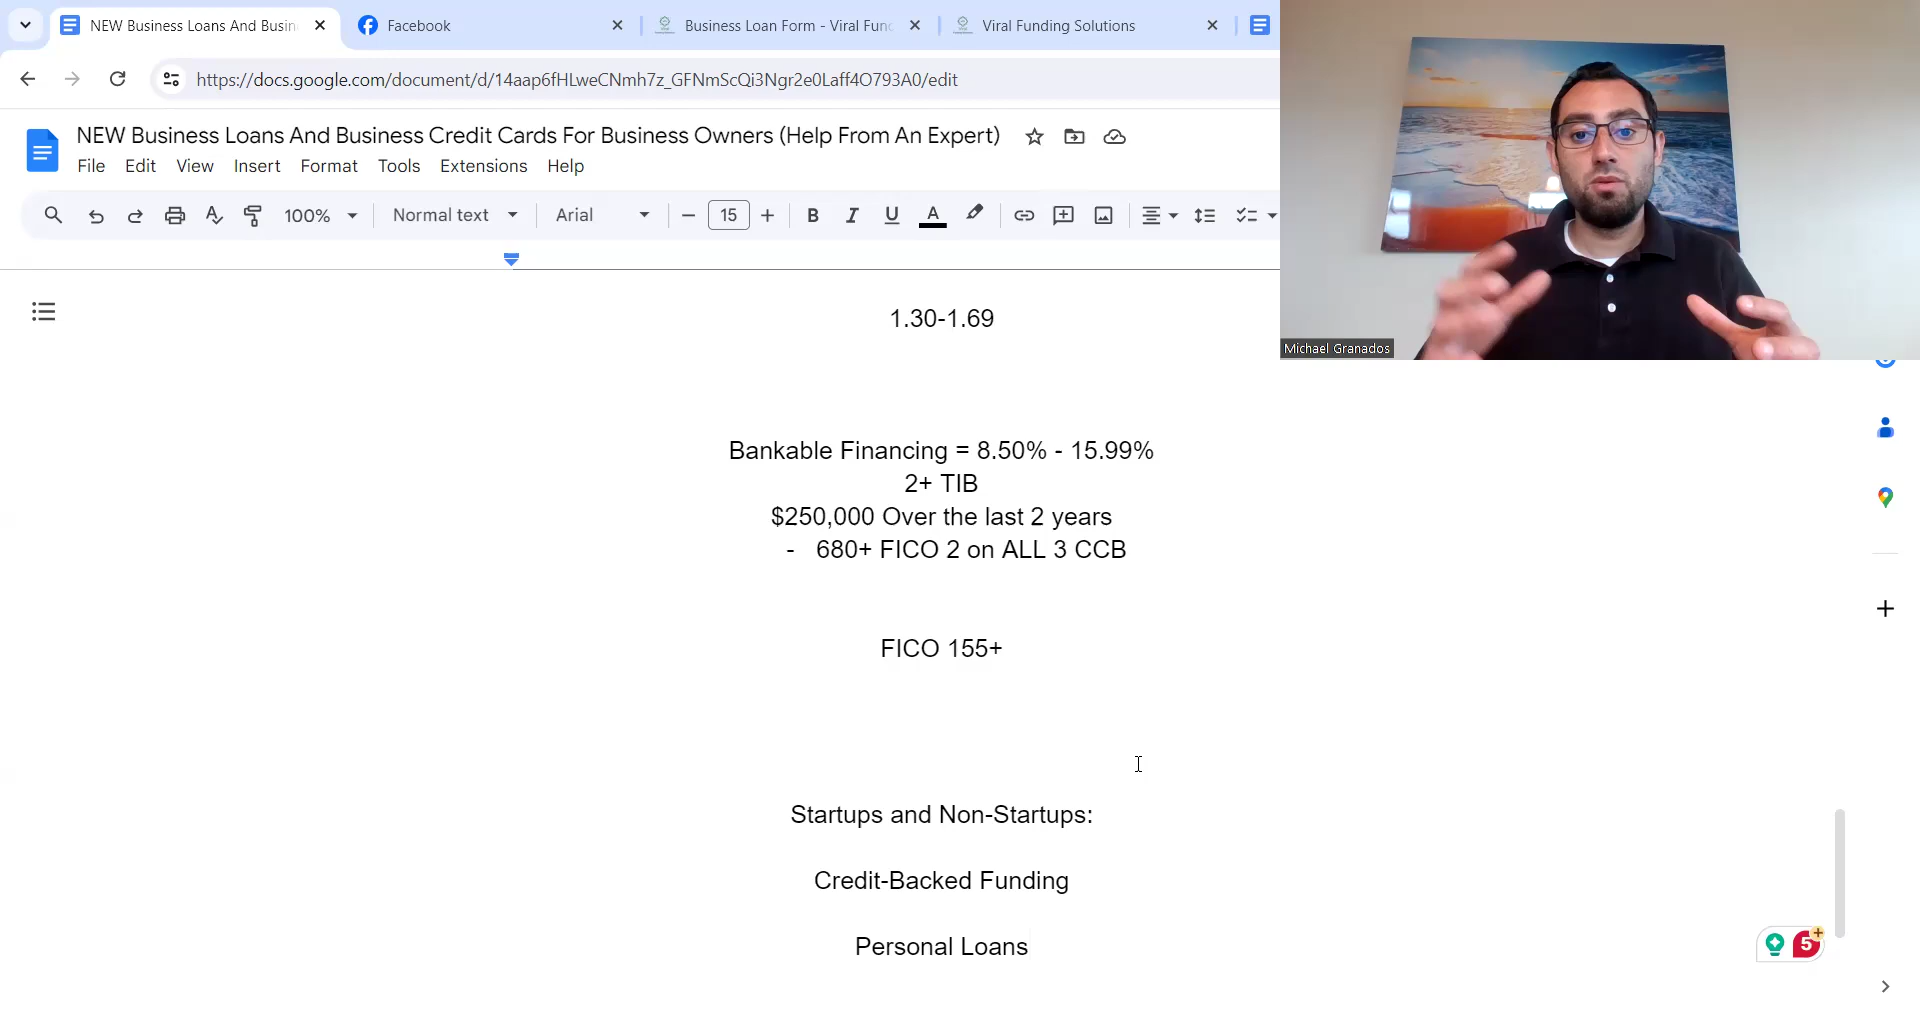 NEW Business Loans And Busin
Facebook
Business Loan Form - Viral Func
Viral Funding Solutions
https://docs.google.com/document/d/14aap6fHLweCNmh7z_GFNmScQi3Ngr2e0Laff4O793A0/edit
NEW Business Loans And Business Credit Cards For Business Owners (Help From An Expert)
File Edit View Insert Format Tools Extensions Help
100% Normal text Arial 15 B I U A
Michael Granados
1.30-1.69
Bankable Financing = 8.50% - 15.99%
2+ TIB
$250,000 Over the last 2 years
- 680+ FICO 2 on ALL 3 CCB
FICO 155+
Startups and Non-Startups:
Credit-Backed Funding
Personal Loans
5